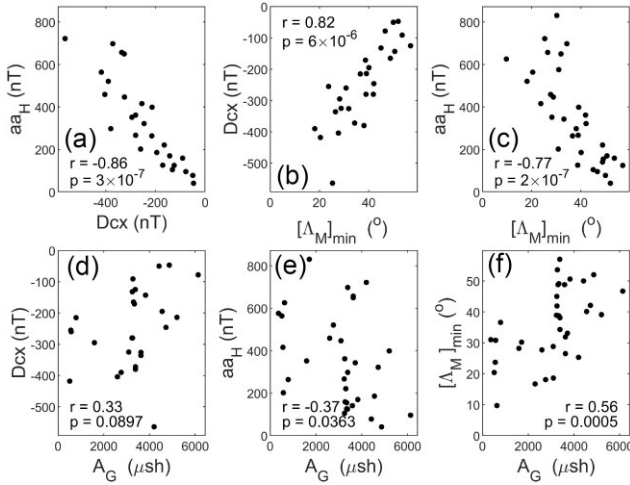 800
600
400
200
0
aa_H (nT)
(a)
r = -0.86
p = 3×10^-7
-400
-200
0
Dcx (nT)
0
-100
-200
-300
-400
-500
Dcx (nT)
r = 0.82
p = 6×10^-6
(b)
0
20
40
[Λ_M]_min (°)
800
600
400
200
0
aa_H (nT)
(c)
r = -0.77
p = 2×10^-7
0
20
40
[Λ_M]_min (°)
0
-100
-200
-300
-400
-500
Dcx (nT)
(d)
r = 0.33
p = 0.0897
0
2000
4000
6000
A_G (μsh)
800
600
400
200
0
aa_H (nT)
(e)
r = -0.37
p = 0.0363
0
2000
4000
6000
A_G (μsh)
50
40
30
20
10
0
[Λ_M]_min (°)
(f)
r = 0.56
p = 0.0005
0
2000
4000
6000
A_G (μsh)